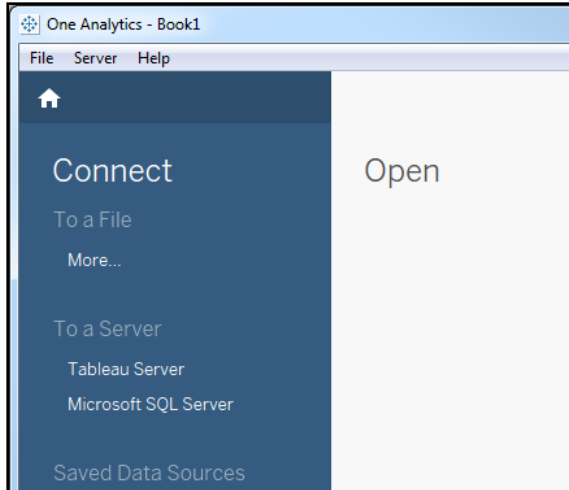 One Analytics - Book1
File Server Help
Connect
To a File
More...
To a Server
Tableau Server
Microsoft SQL Server
Saved Data Sources
Open